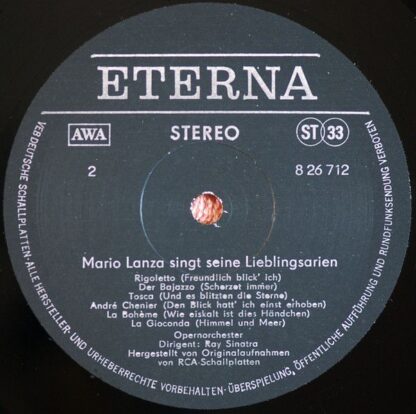 ETERNA
AWA
STEREO
ST 33
2
8 26 712
Mario Lanza singt seine Lieblingsarien
Rigoletto (Freundlich blick' ich)
Der Bajazzo (Scherzet immer)
Tosca (Und es blitzten die Sterne)
André Chenier (Den Blick hatt' ich einst erhoben)
La Bohème (Wie eiskalt ist dies Händchen)
La Gioconda (Himmel und Meer)
Opernorchester
Dirigent: Ray Sinatra
Hergestellt von Originalaufnahmen
von RCA-Schallplatten
VEB DEUTSCHE SCHALLPLATTEN-ALLE HERSTELLER- UND URHEBERRECHTE VORBEHALTEN-ÜBERSPIELUNG, ÖFFENTLICHE AUFFÜHRUNG UND RUNDFUNKSENDUNG VERBOTEN